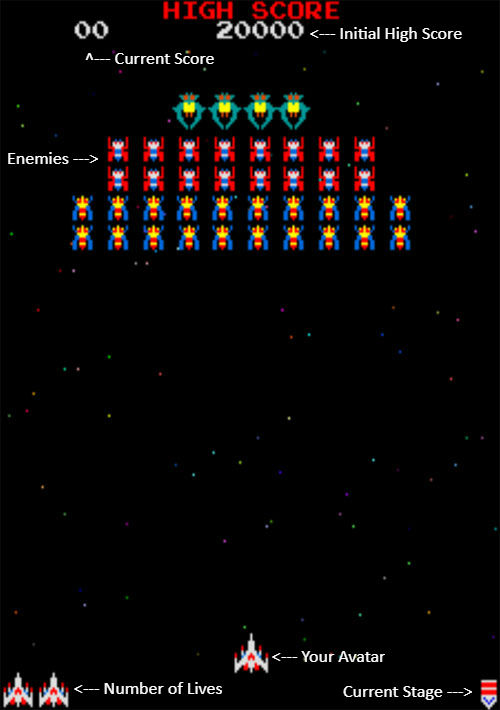 HIGH SCORE
00 20000 <--- Initial High Score
^--- Current Score
Enemies --->
<--- Your Avatar
<--- Number of Lives
Current Stage --->